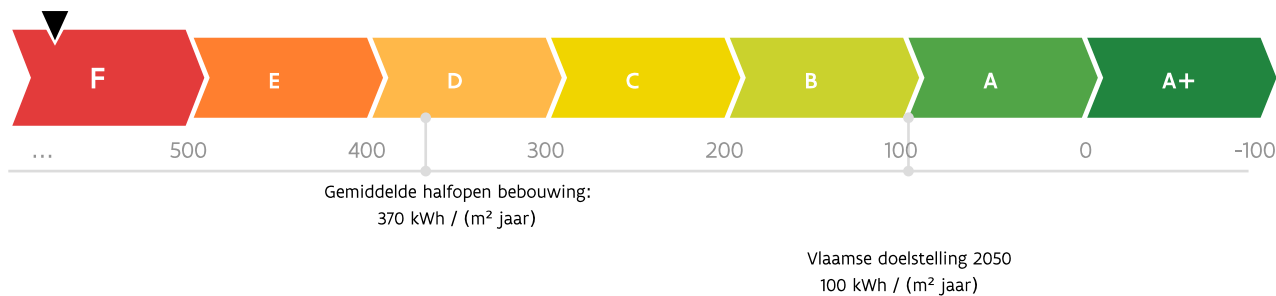 F E D C B A A+
... 500 400 300 200 100 0 -100
Gemiddelde halfopen bebouwing:
370 kWh / (m² jaar)
Vlaamse doelstelling 2050
100 kWh / (m² jaar)